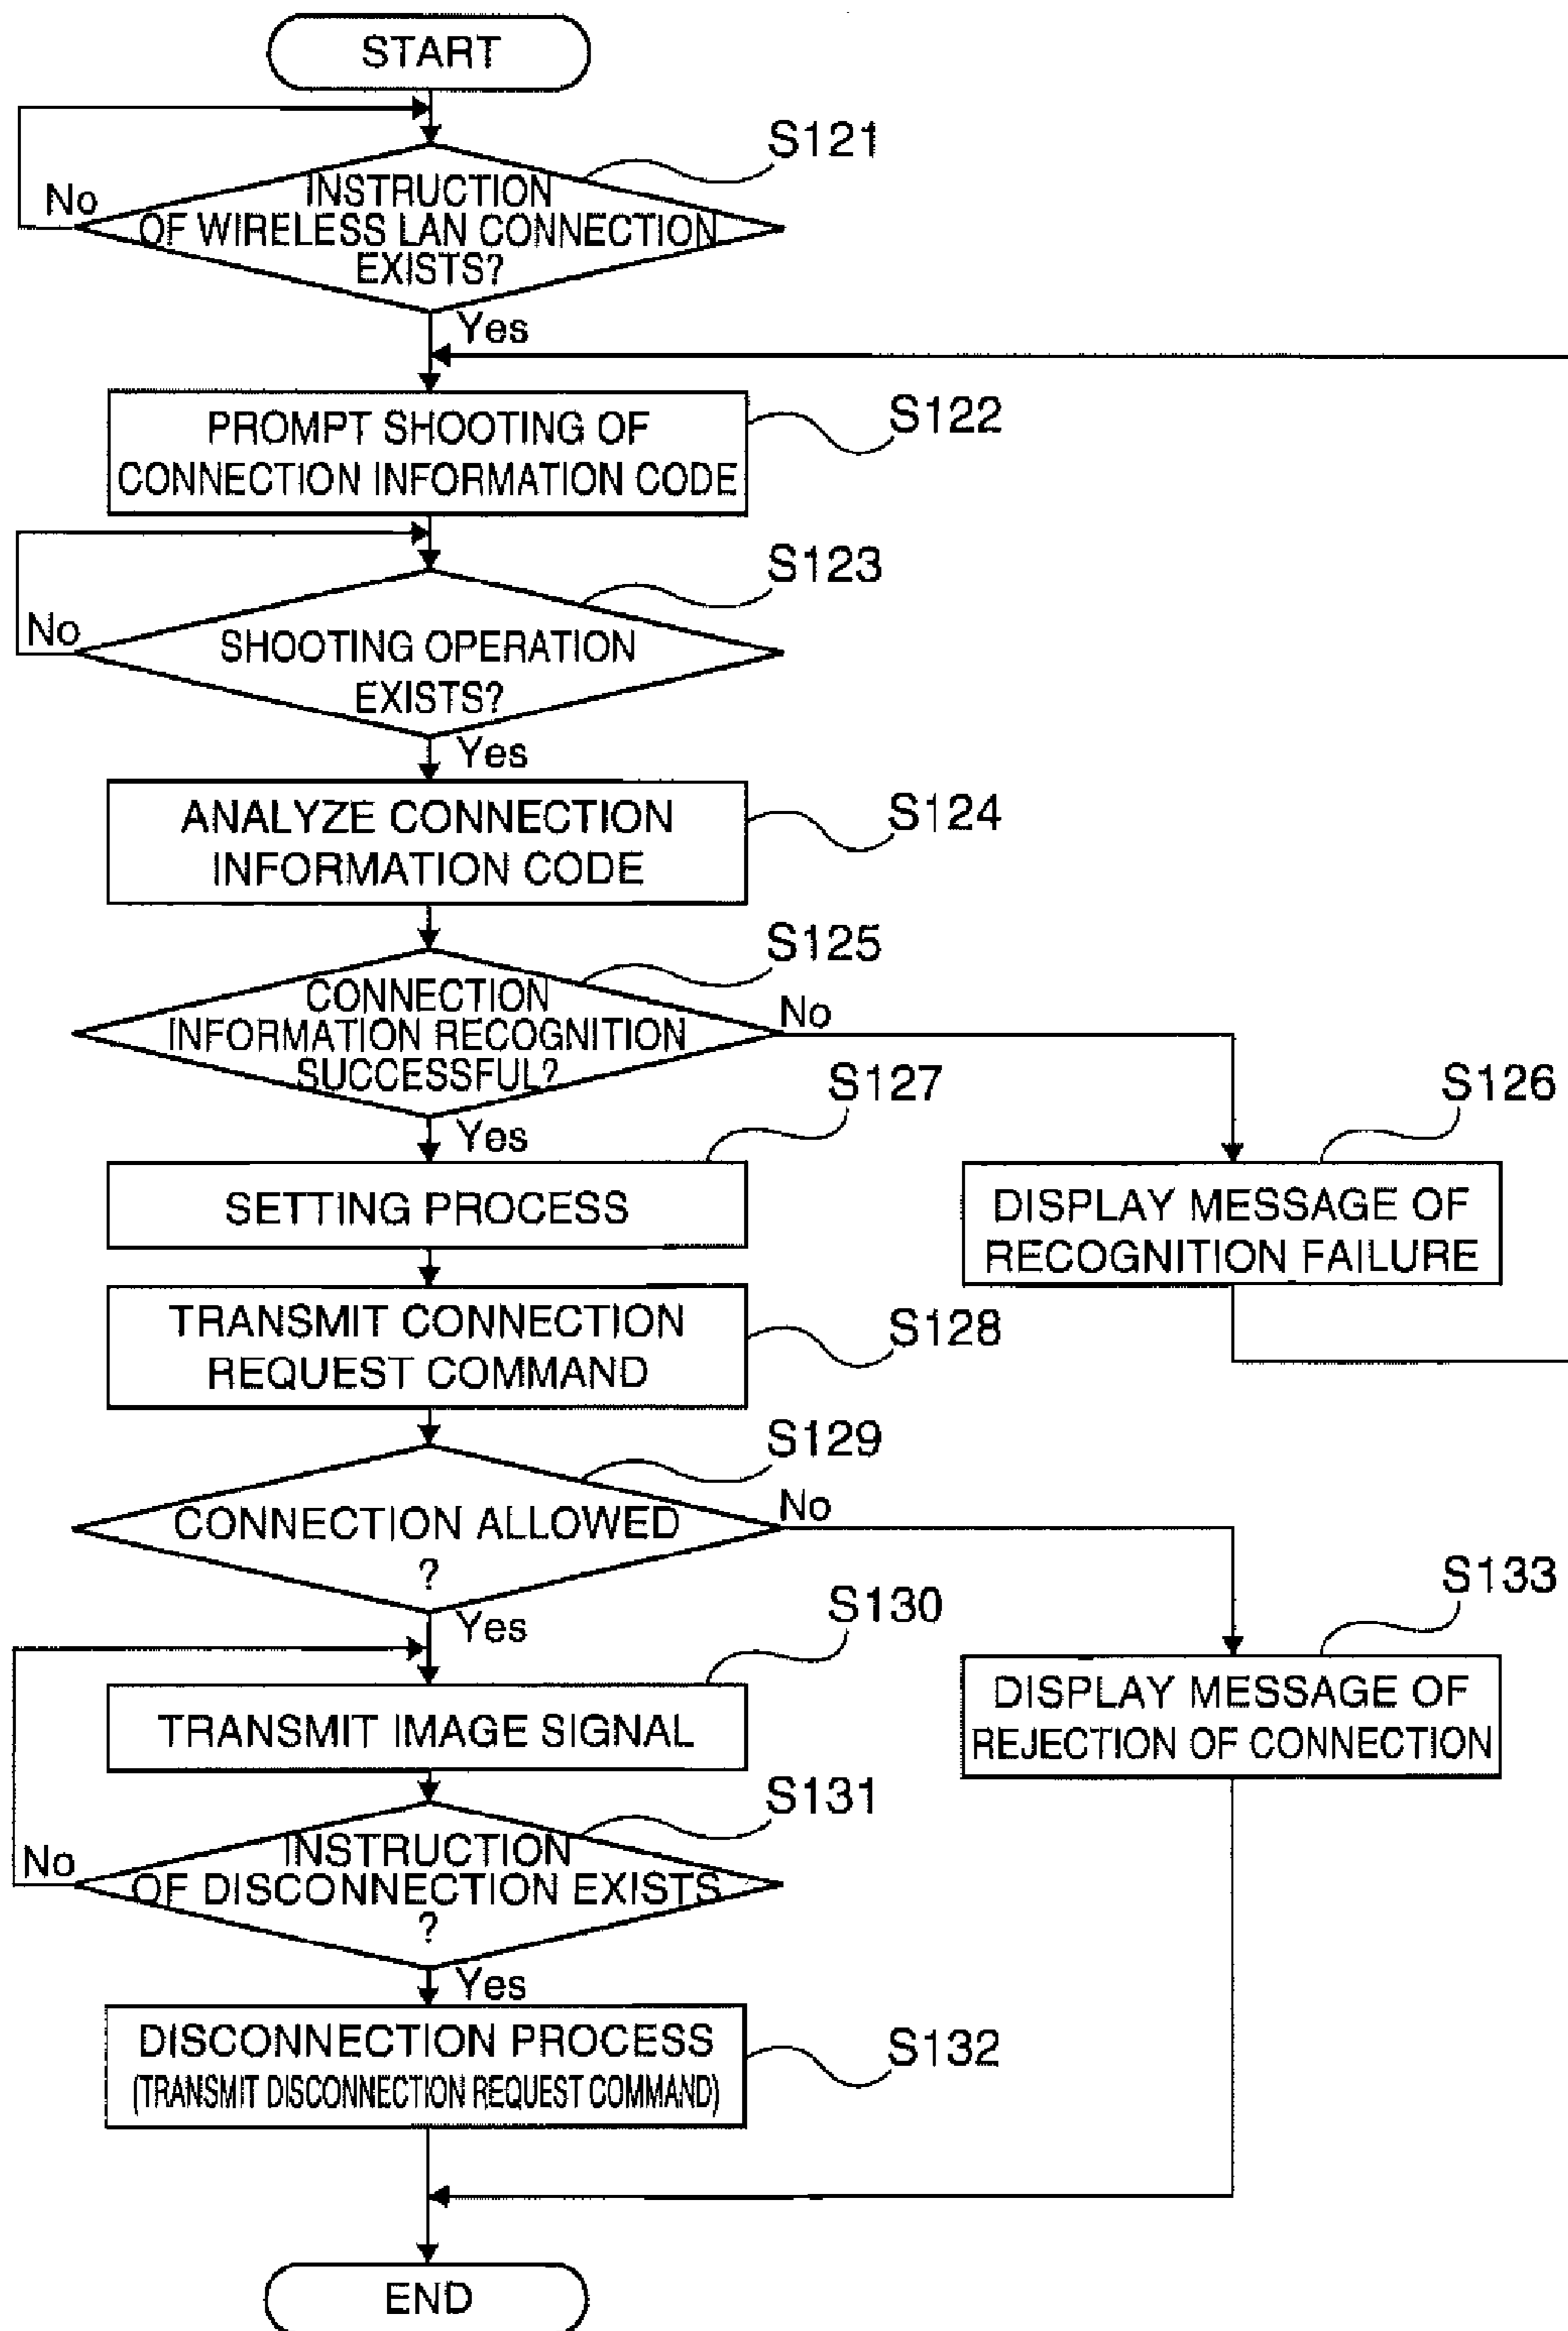 START
S121
No
INSTRUCTION
OF WIRELESS LAN CONNECTION
EXISTS?
Yes
PROMPT SHOOTING OF
CONNECTION INFORMATION CODE
S122
S123
No
SHOOTING OPERATION
EXISTS?
Yes
ANALYZE CONNECTION
INFORMATION CODE
S124
S125
CONNECTION
INFORMATION RECOGNITION
SUCCESSFUL?
No
Yes
S127
S126
SETTING PROCESS
DISPLAY MESSAGE OF
RECOGNITION FAILURE
TRANSMIT CONNECTION
REQUEST COMMAND
S128
S129
CONNECTION ALLOWED
?
No
Yes
S130
S133
TRANSMIT IMAGE SIGNAL
DISPLAY MESSAGE OF
REJECTION OF CONNECTION
S131
No
INSTRUCTION
OF DISCONNECTION EXISTS
?
Yes
DISCONNECTION PROCESS
(TRANSMIT DISCONNECTION REQUEST COMMAND)
S132
END